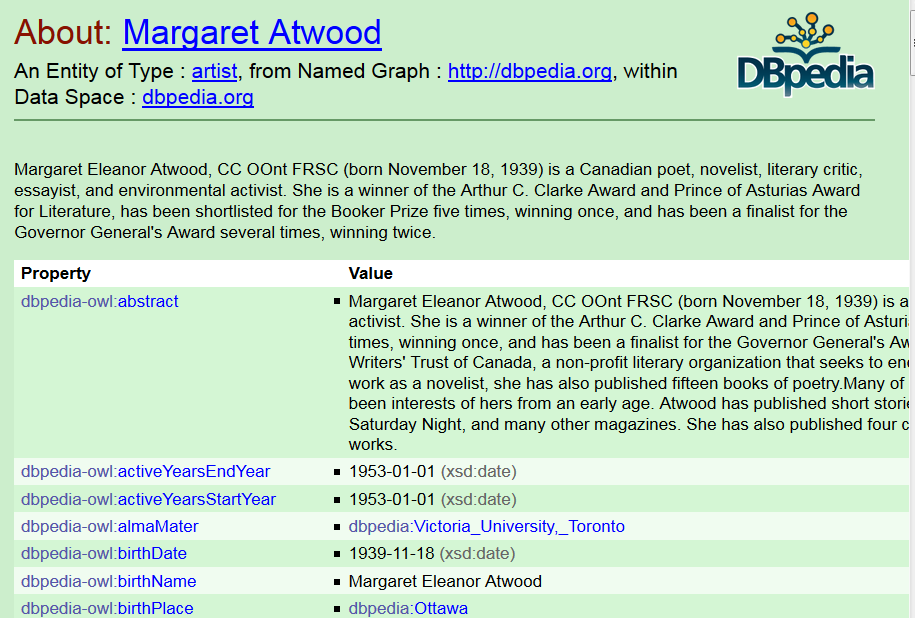 About: Margaret Atwood
An Entity of Type : artist, from Named Graph : http://dbpedia.org, within
Data Space : dbpedia.org
DBpedia
Margaret Eleanor Atwood, CC OOnt FRSC (born November 18, 1939) is a Canadian poet, novelist, literary critic,
essayist, and environmental activist. She is a winner of the Arthur C. Clarke Award and Prince of Asturias Award
for Literature, has been shortlisted for the Booker Prize five times, winning once, and has been a finalist for the
Governor General's Award several times, winning twice.
Property Value
dbpedia-owl:abstract ▪ Margaret Eleanor Atwood, CC OOnt FRSC (born November 18, 1939) is a
activist. She is a winner of the Arthur C. Clarke Award and Prince of Asturi
times, winning once, and has been a finalist for the Governor General's Aw
Writers' Trust of Canada, a non-profit literary organization that seeks to en
work as a novelist, she has also published fifteen books of poetry.Many of
been interests of hers from an early age. Atwood has published short storie
Saturday Night, and many other magazines. She has also published four c
works.
dbpedia-owl:activeYearsEndYear ▪ 1953-01-01 (xsd:date)
dbpedia-owl:activeYearsStartYear ▪ 1953-01-01 (xsd:date)
dbpedia-owl:almaMater ▪ dbpedia:Victoria_University,_Toronto
dbpedia-owl:birthDate ▪ 1939-11-18 (xsd:date)
dbpedia-owl:birthName ▪ Margaret Eleanor Atwood
dbpedia-owl:birthPlace ▪ dbpedia:Ottawa